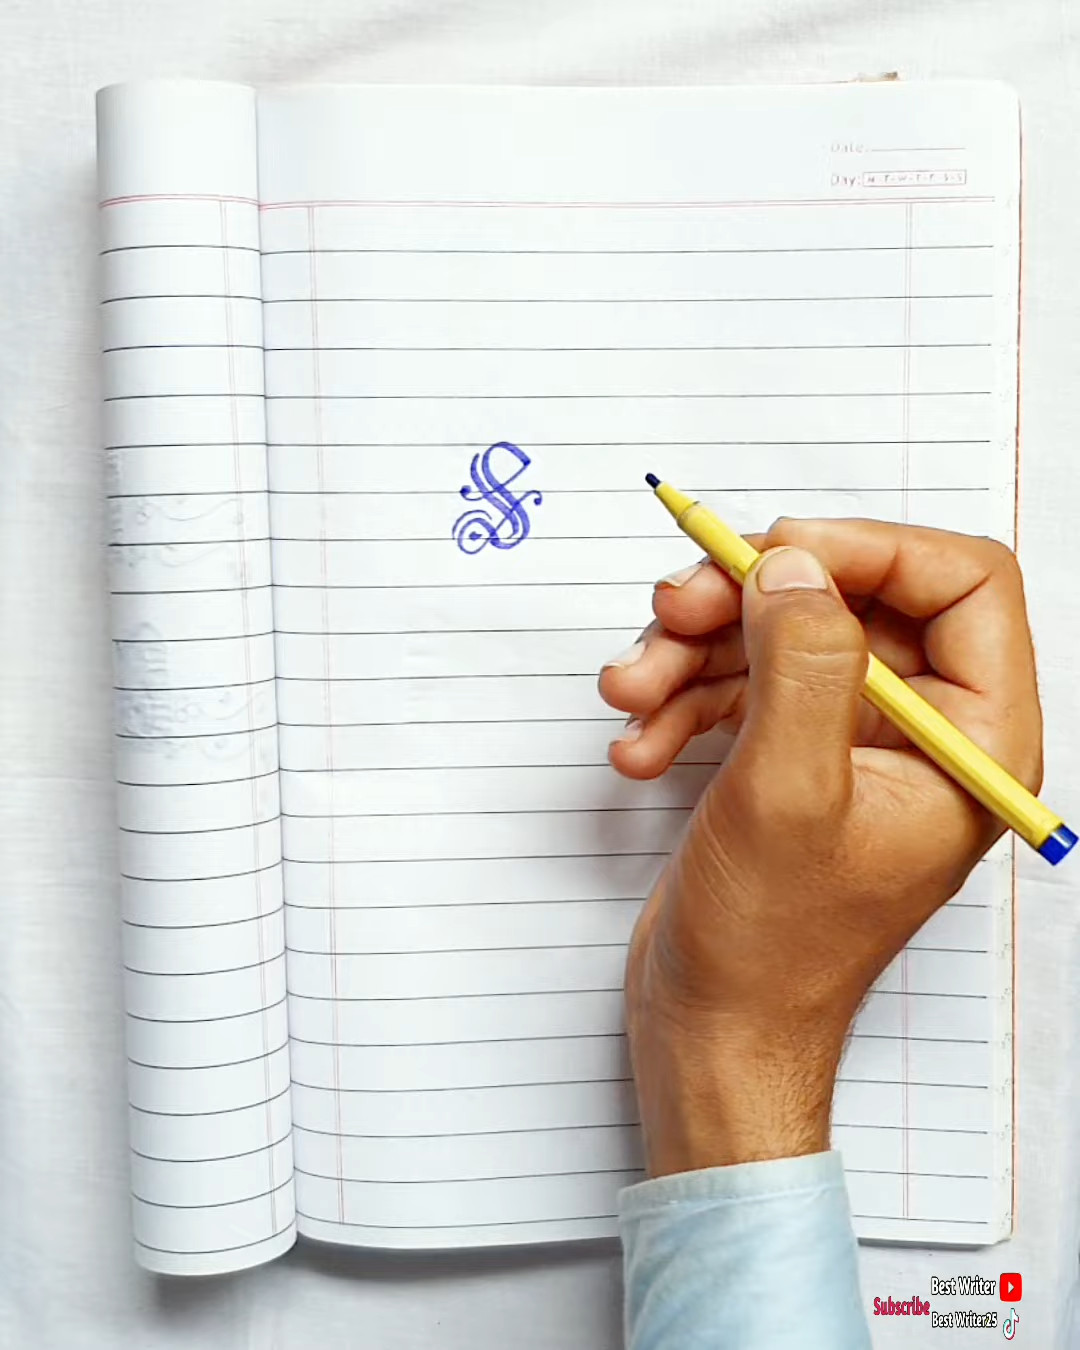 Date:
Day: M-T-W-T-F-S-S
S
Best Writer
Subscribe
Best Writer25